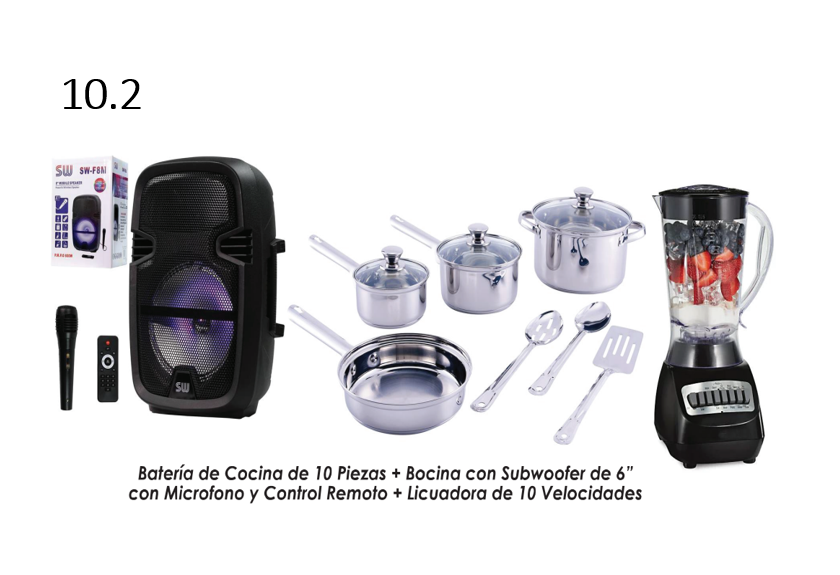 10.2
SW
SW-F8M
SW
Batería de Cocina de 10 Piezas + Bocina con Subwoofer de 6”
con Microfono y Control Remoto + Licuadora de 10 Velocidades